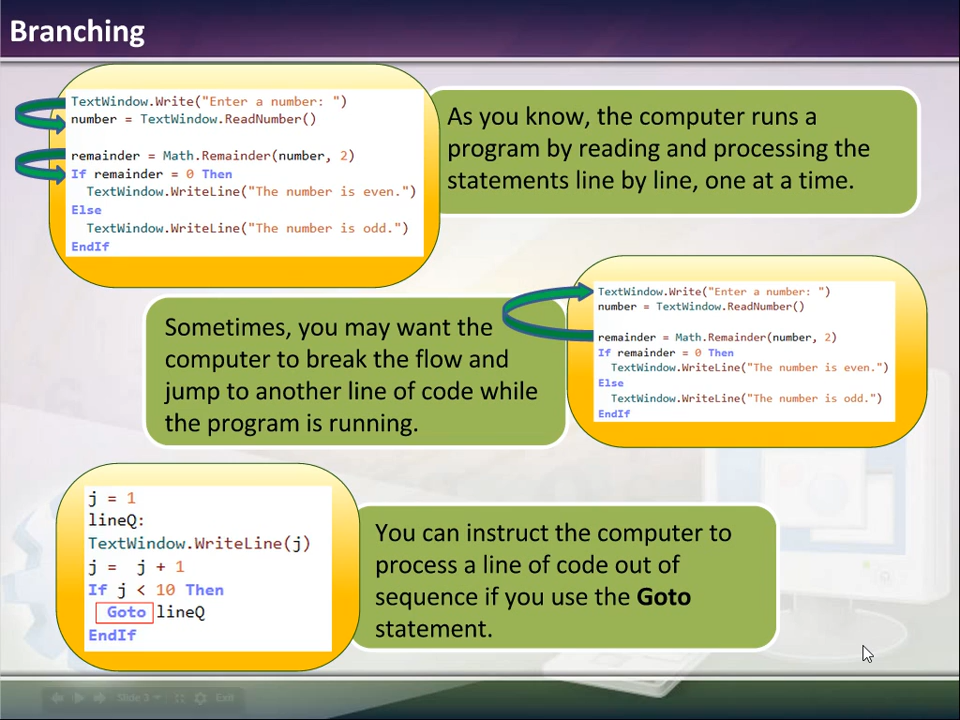 Branching
TextWindow.Write("Enter a number: ")
number = TextWindow.ReadNumber()
remainder = Math.Remainder(number, 2)
If remainder = 0 Then
TextWindow.WriteLine("The number is even.")
Else
TextWindow.WriteLine("The number is odd.")
EndIf
As you know, the computer runs a
program by reading and processing the
statements line by line, one at a time.
Sometimes, you may want the
computer to break the flow and
jump to another line of code while
the program is running.
TextWindow.Write("Enter a number: ")
number = TextWindow.ReadNumber()
remainder = Math.Remainder(number, 2)
If remainder = 0 Then
TextWindow.WriteLine("The number is even.")
Else
TextWindow.WriteLine("The number is odd.")
EndIf
j = 1
lineQ:
TextWindow.WriteLine(j)
j =  j + 1
If j < 10 Then
Goto lineQ
EndIf
You can instruct the computer to
process a line of code out of
sequence if you use the Goto
statement.
Slide 3
Exit